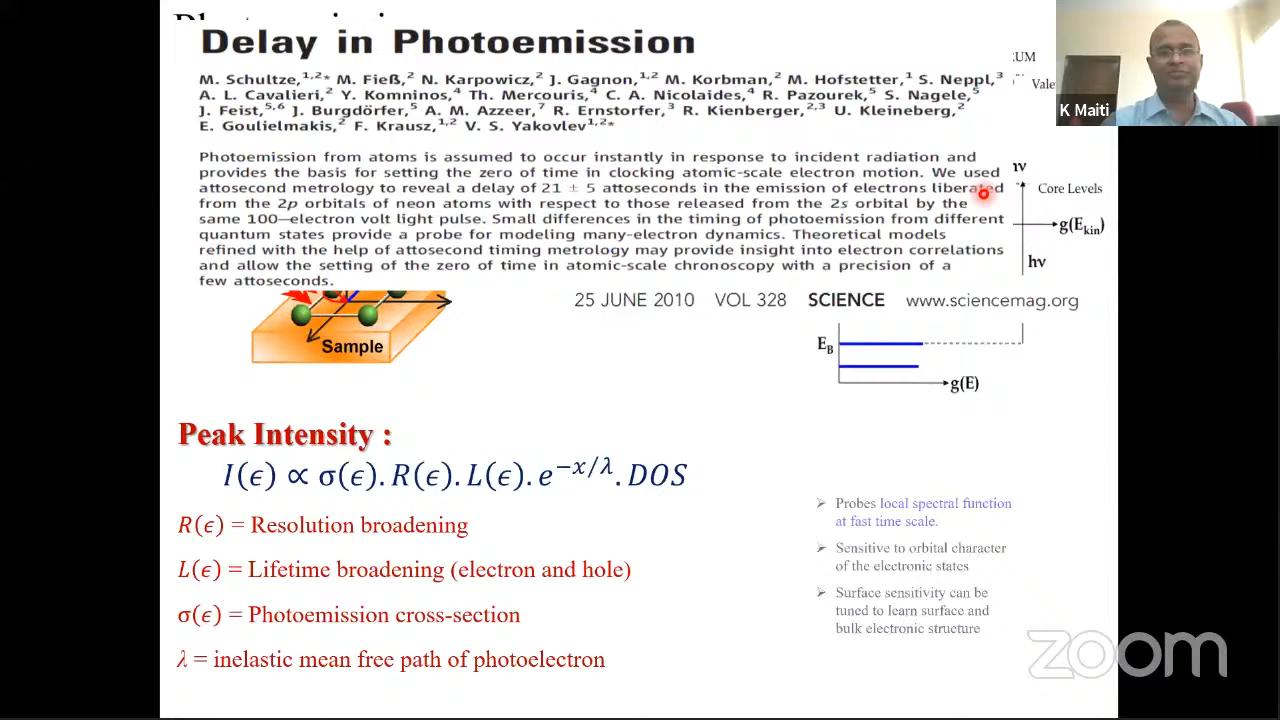 Delay in Photoemission
M. Schultze,1,2* M. Fieß,2 N. Karpowicz,2 J. Gagnon,1,2 M. Korbman,2 M. Hofstetter,1 S. Neppl,3
A. L. Cavalieri,2 Y. Komninos,4 Th. Mercouris,4 C. A. Nicolaides,4 R. Pazourek,5 S. Nagele,5
J. Feist,5,6 J. Burgdörfer,5 A. M. Azzeer,7 R. Ernstorfer,3 R. Kienberger,2,3 U. Kleineberg,2
E. Goulielmakis,2 F. Krausz,1,2 V. S. Yakovlev1,2*
Photoemission from atoms is assumed to occur instantly in response to incident radiation and
provides the basis for setting the zero of time in clocking atomic-scale electron motion. We used
attosecond metrology to reveal a delay of 21 ± 5 attoseconds in the emission of electrons liberated
from the 2p orbitals of neon atoms with respect to those released from the 2s orbital by the
same 100–electron volt light pulse. Small differences in the timing of photoemission from different
quantum states provide a probe for modeling many-electron dynamics. Theoretical models
refined with the help of attosecond timing metrology may provide insight into electron correlations
and allow the setting of the zero of time in atomic-scale chronoscopy with a precision of a
few attoseconds.
25 JUNE 2010 VOL 328 SCIENCE www.sciencemag.org
K Maiti
hν
Core Levels
g(Ekin)
hν
Sample
EB
g(E)
Peak Intensity :
I(ϵ) ∝ σ(ϵ). R(ϵ). L(ϵ). e−x/λ. DOS
R(ϵ) = Resolution broadening
L(ϵ) = Lifetime broadening (electron and hole)
σ(ϵ) = Photoemission cross-section
λ = inelastic mean free path of photoelectron
➢ Probes local spectral function
at fast time scale.
➢ Sensitive to orbital character
of the electronic states
➢ Surface sensitivity can be
tuned to learn surface and
bulk electronic structure
zoom